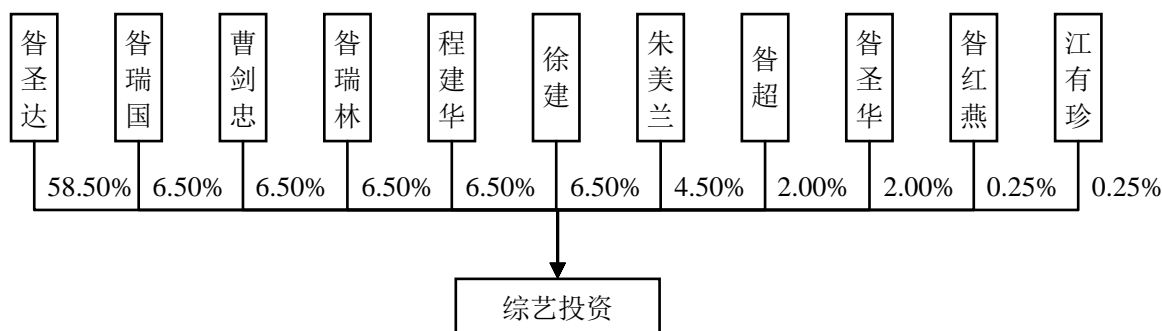 昝圣达
昝瑞国
曹剑忠
昝瑞林
程建华
徐建
朱美兰
昝超
昝圣华
昝红燕
江有珍
58.50% 6.50% 6.50% 6.50% 6.50% 6.50% 4.50% 2.00% 2.00% 0.25% 0.25%
综艺投资